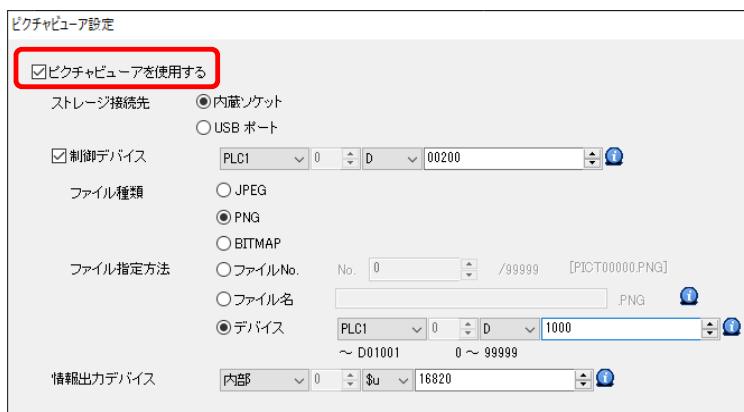 ピクチャビューア設定
ピクチャビューアを使用する
ストレージ接続先 内蔵ソケット
USB ポート
制御デバイス PLC1 0 D 00200
ファイル種類 JPEG
PNG
BITMAP
ファイル指定方法 ファイルNo. No. 0 /99999 [PICT00000.PNG]
ファイル名 .PNG
デバイス PLC1 0 D 1000
～ D01001 0 ～ 99999
情報出力デバイス 内部 0 $u 16820